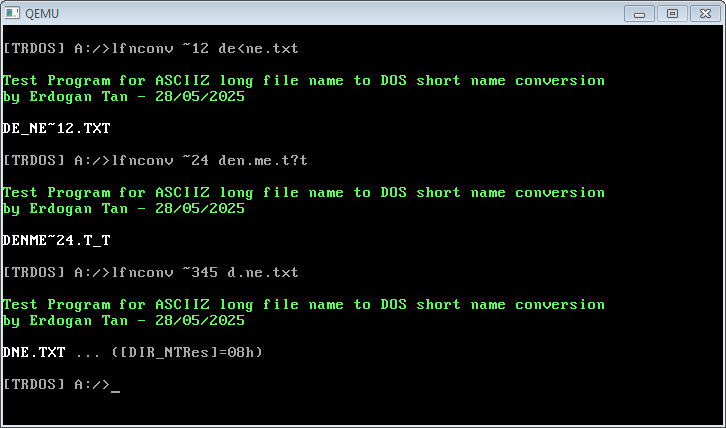 QEMU
[TRDOS] A:/>lfnconv ~12 de<ne.txt
Test Program for ASCIIZ long file name to DOS short name conversion
by Erdogan Tan - 28/05/2025
DE_NE~12.TXT
[TRDOS] A:/>lfnconv ~24 den.me.t?t
Test Program for ASCIIZ long file name to DOS short name conversion
by Erdogan Tan - 28/05/2025
DENME~24.T_T
[TRDOS] A:/>lfnconv ~345 d.ne.txt
Test Program for ASCIIZ long file name to DOS short name conversion
by Erdogan Tan - 28/05/2025
DNE.TXT ... ([DIR_NTRes]=08h)
[TRDOS] A:/>_